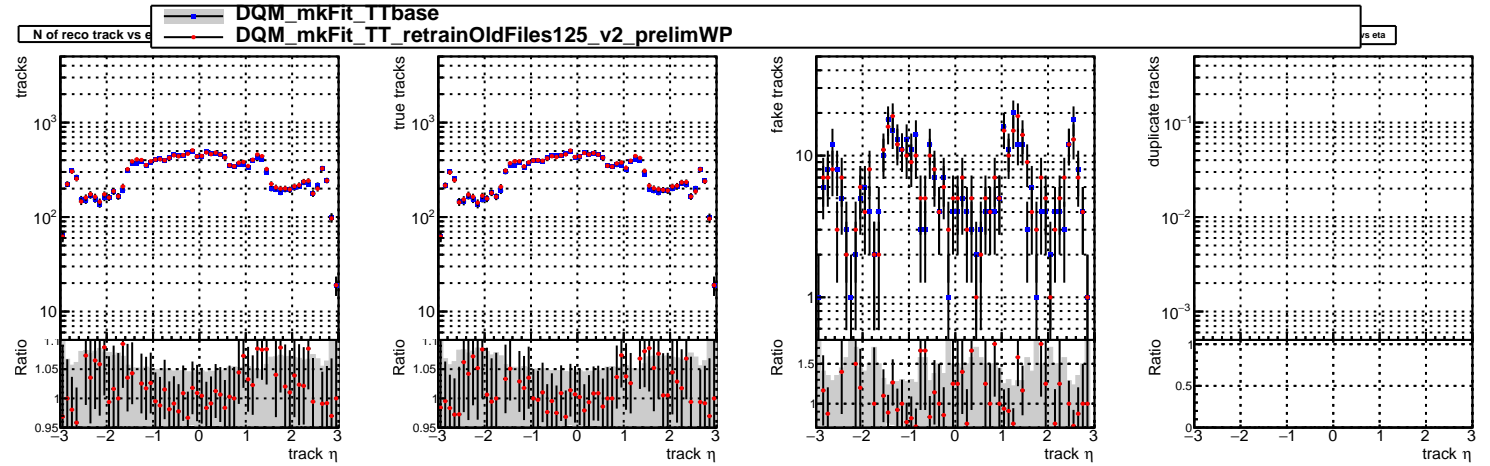 DQM_mkFit_TTbase
DQM_mkFit_TT_retrainOldFiles125_v2_prelimWP
N of reco track vs e
vs eta
tracks
10³
10²
10
Ratio
1.1
1.05
1
0.95
−3 −2 −1 0 1 2 3
track η
true tracks
10³
10²
10
Ratio
1.1
1.05
1
0.95
−3 −2 −1 0 1 2 3
track η
fake tracks
10
1
Ratio
1.5
1
−3 −2 −1 0 1 2 3
track η
duplicate tracks
10⁻¹
10⁻²
10⁻³
Ratio
1
0.5
0
−3 −2 −1 0 1 2 3
track η